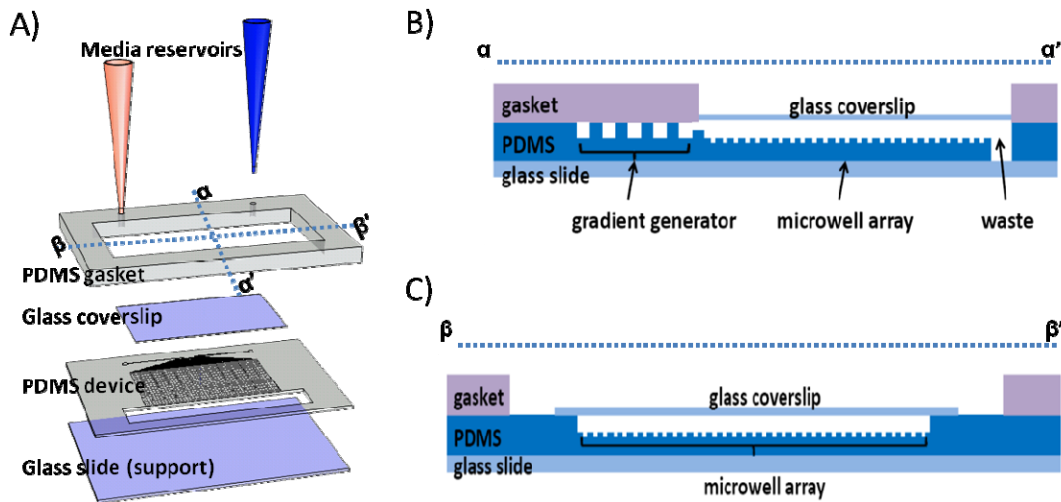 A)
Media reservoirs
α
β
β'
α'
PDMS gasket
Glass coverslip
PDMS device
Glass slide (support)
B)
α
α'
gasket
glass coverslip
PDMS
glass slide
gradient generator
microwell array
waste
C)
β
β'
gasket
glass coverslip
PDMS
glass slide
microwell array